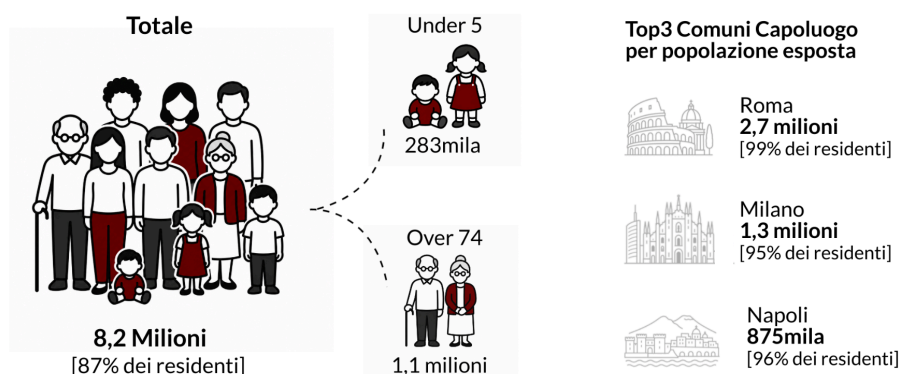 Totale
8,2 Milioni
[87% dei residenti]
Under 5
283mila
Over 74
1,1 milioni
Top3 Comuni Capoluogo
per popolazione esposta
Roma
2,7 milioni
[99% dei residenti]
Milano
1,3 milioni
[95% dei residenti]
Napoli
875mila
[96% dei residenti]